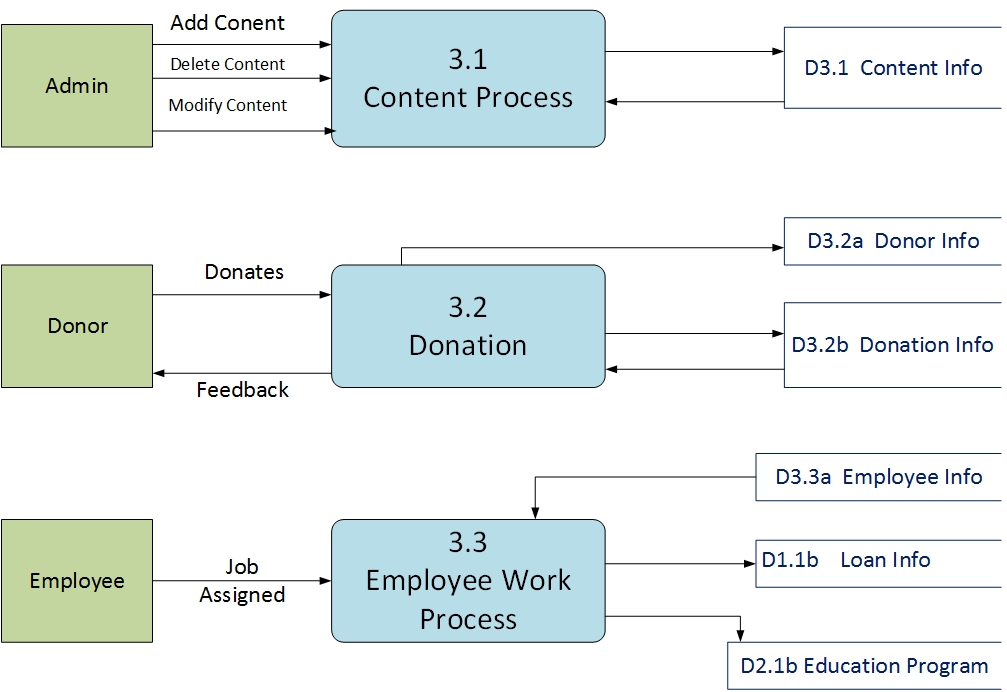 Add Conent
Delete Content
Modify Content
Admin
3.1
Content Process
D3.1  Content Info
Donates
Donor
Feedback
3.2
Donation
D3.2a  Donor Info
D3.2b  Donation Info
Employee
Job
Assigned
3.3
Employee Work
Process
D3.3a  Employee Info
D1.1b    Loan Info
D2.1b Education Program